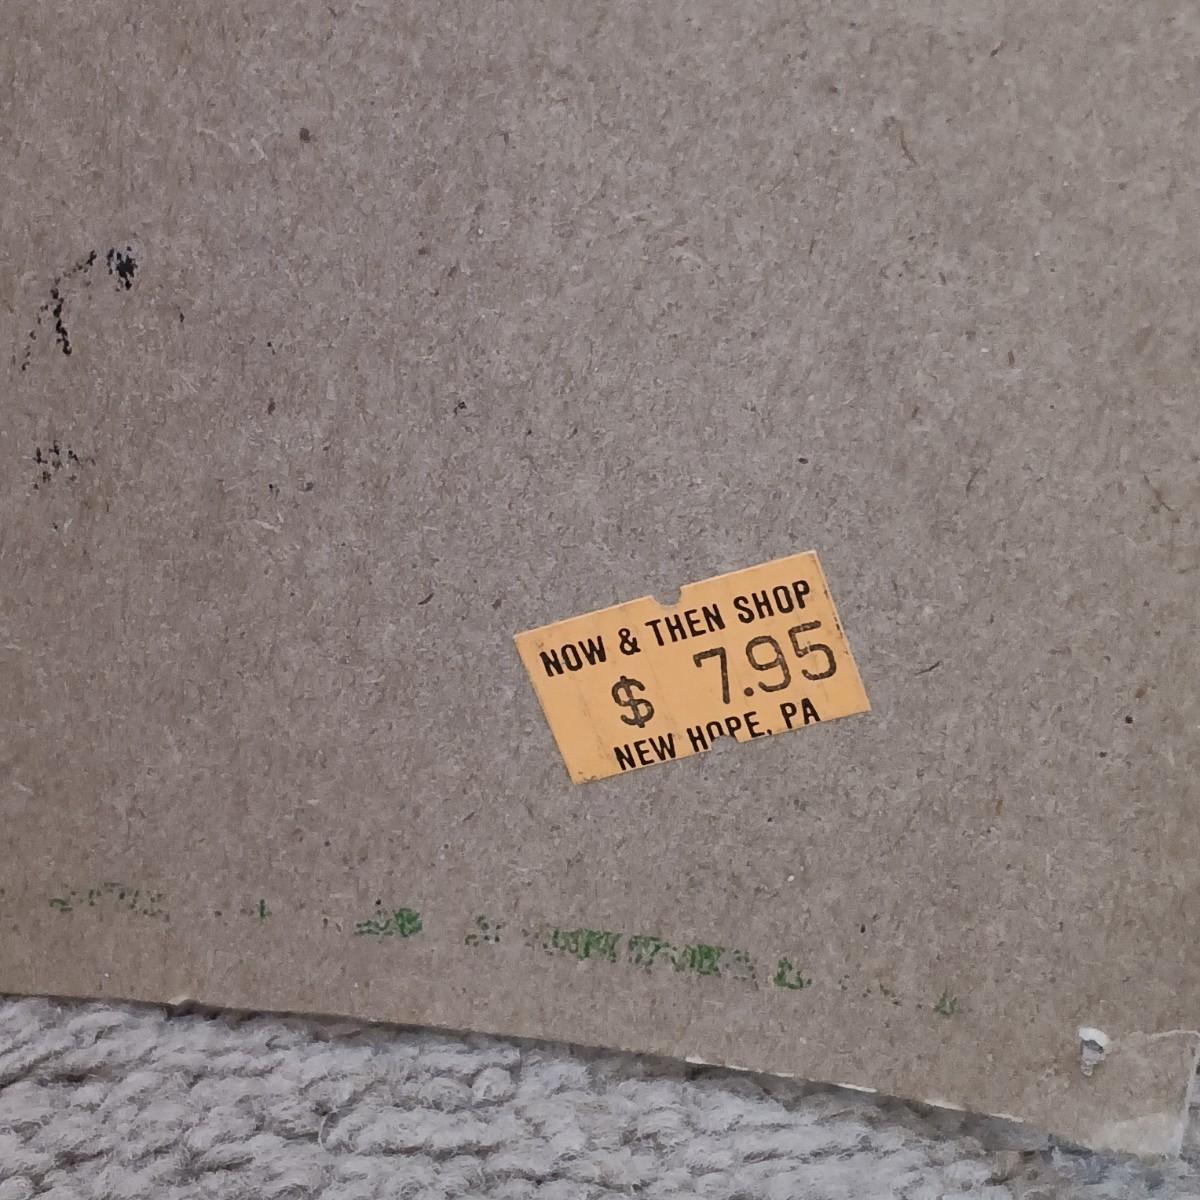 NOW & THEN SHOP
$ 7.95
NEW HOPE, PA